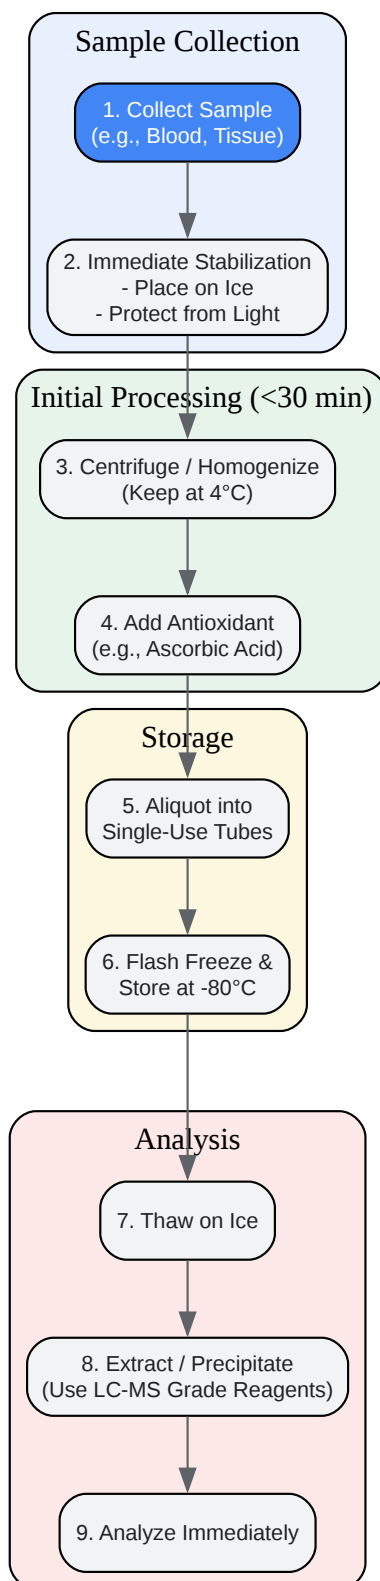 Sample Collection
1. Collect Sample
(e.g., Blood, Tissue)
2. Immediate Stabilization
- Place on Ice
- Protect from Light
Initial Processing (<30 min)
3. Centrifuge / Homogenize
(Keep at 4°C)
4. Add Antioxidant
(e.g., Ascorbic Acid)
Storage
5. Aliquot into
Single-Use Tubes
6. Flash Freeze &
Store at -80°C
Analysis
7. Thaw on Ice
8. Extract / Precipitate
(Use LC-MS Grade Reagents)
9. Analyze Immediately